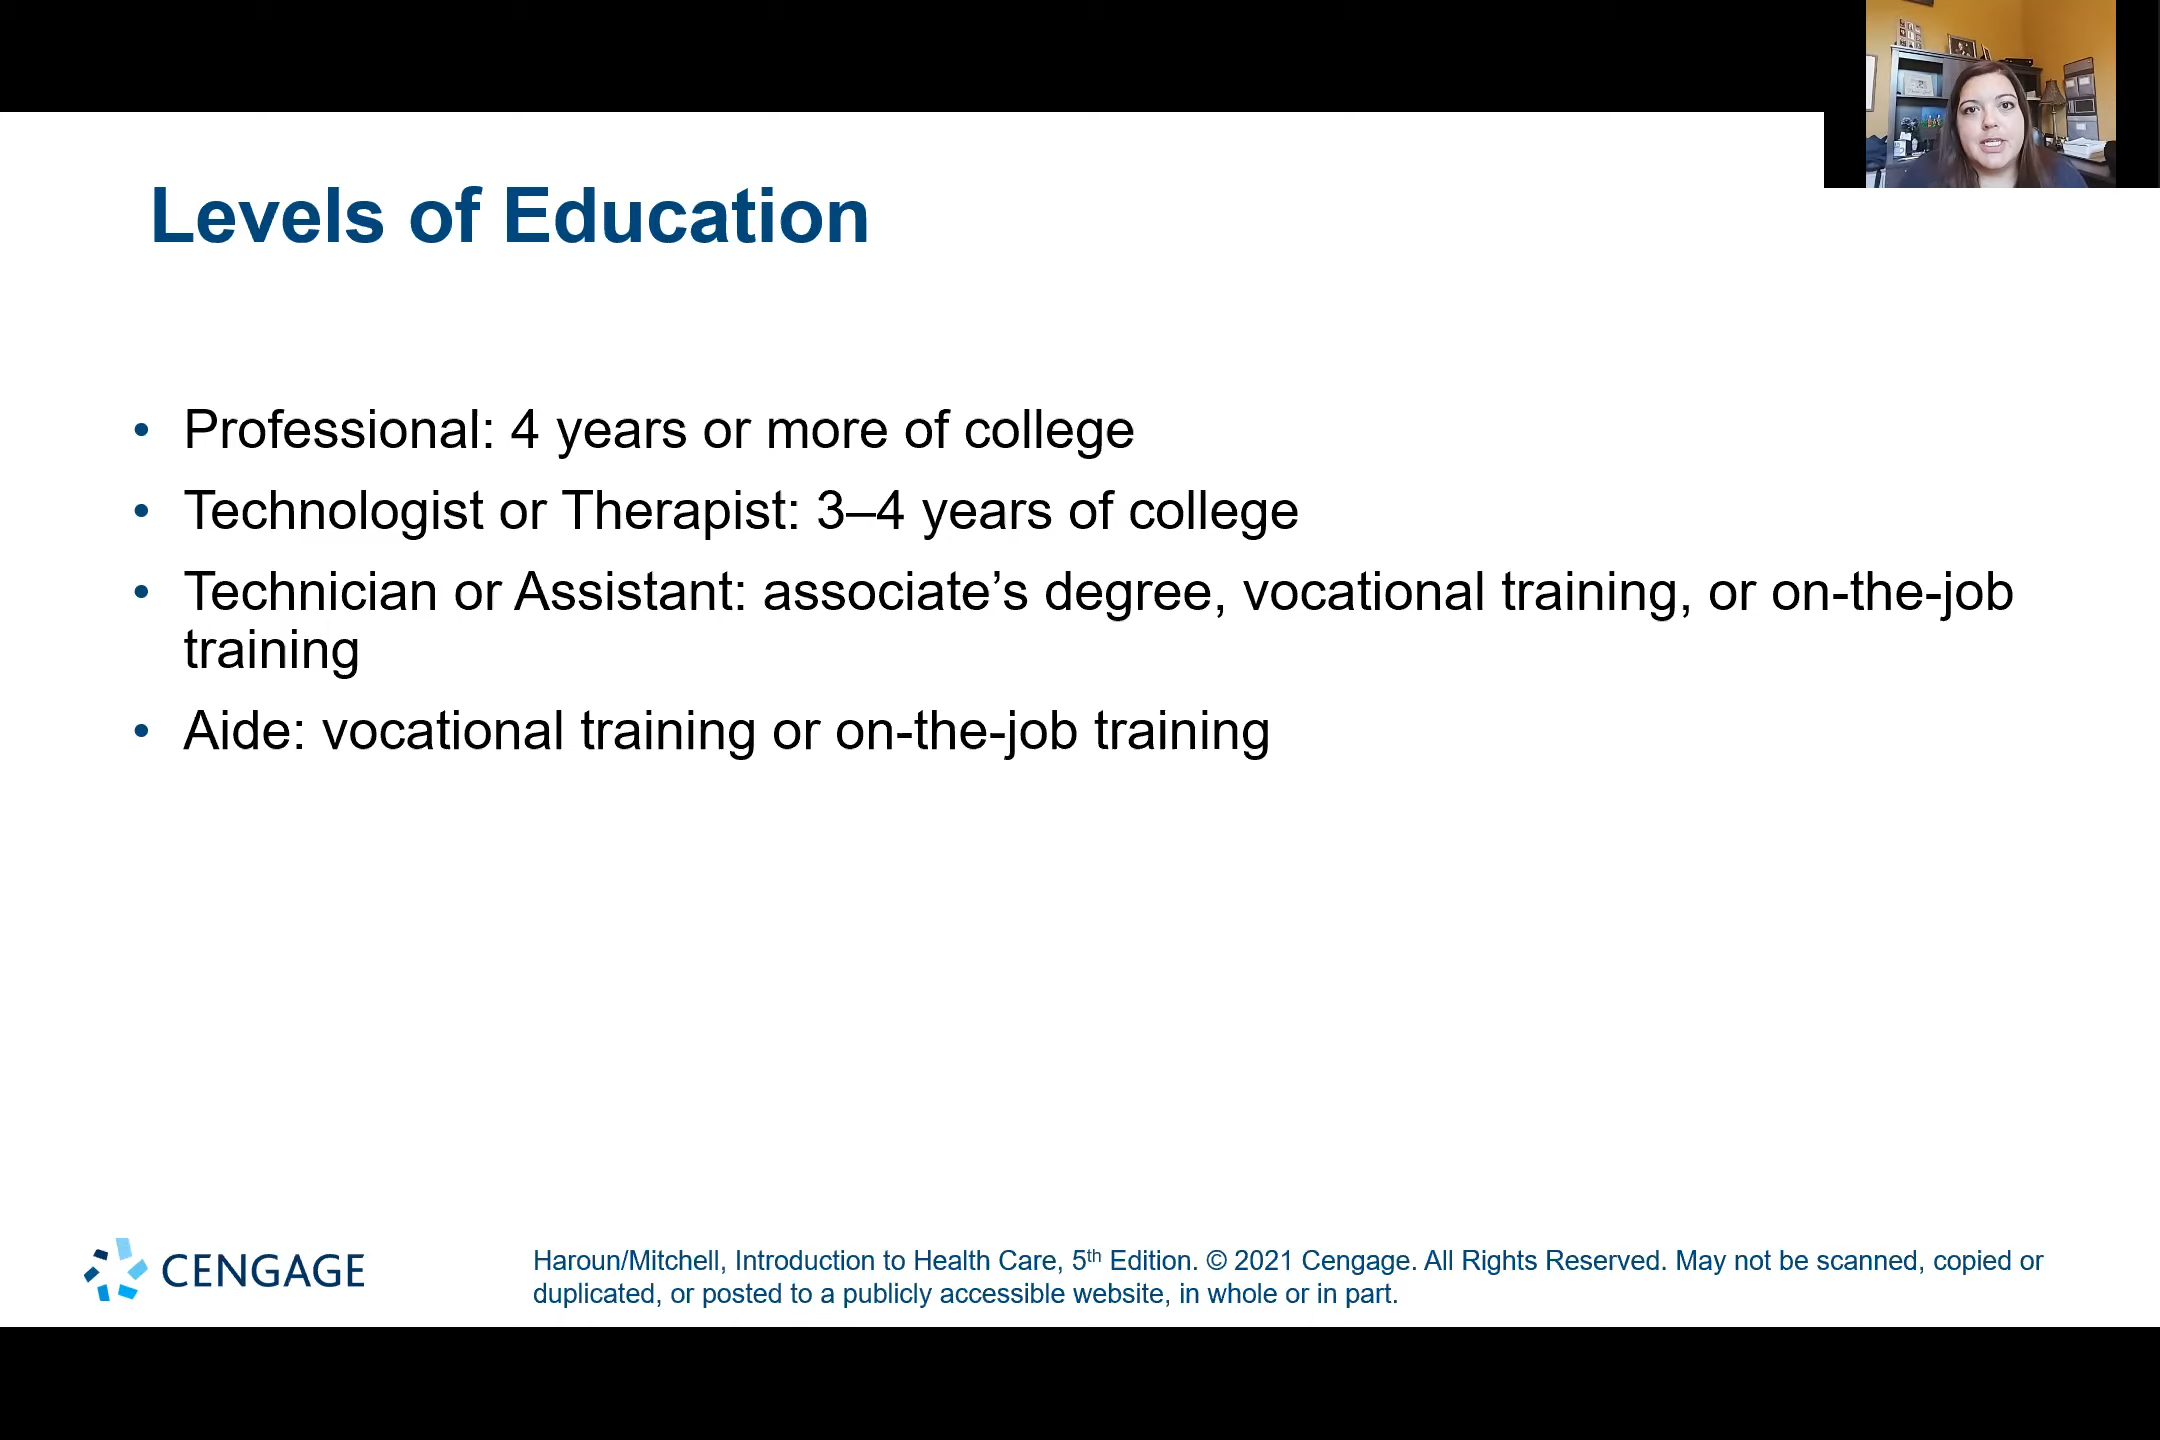 Levels of Education
• Professional: 4 years or more of college
• Technologist or Therapist: 3–4 years of college
• Technician or Assistant: associate’s degree, vocational training, or on-the-job
training
• Aide: vocational training or on-the-job training
CENGAGE
Haroun/Mitchell, Introduction to Health Care, 5th Edition. © 2021 Cengage. All Rights Reserved. May not be scanned, copied or
duplicated, or posted to a publicly accessible website, in whole or in part.